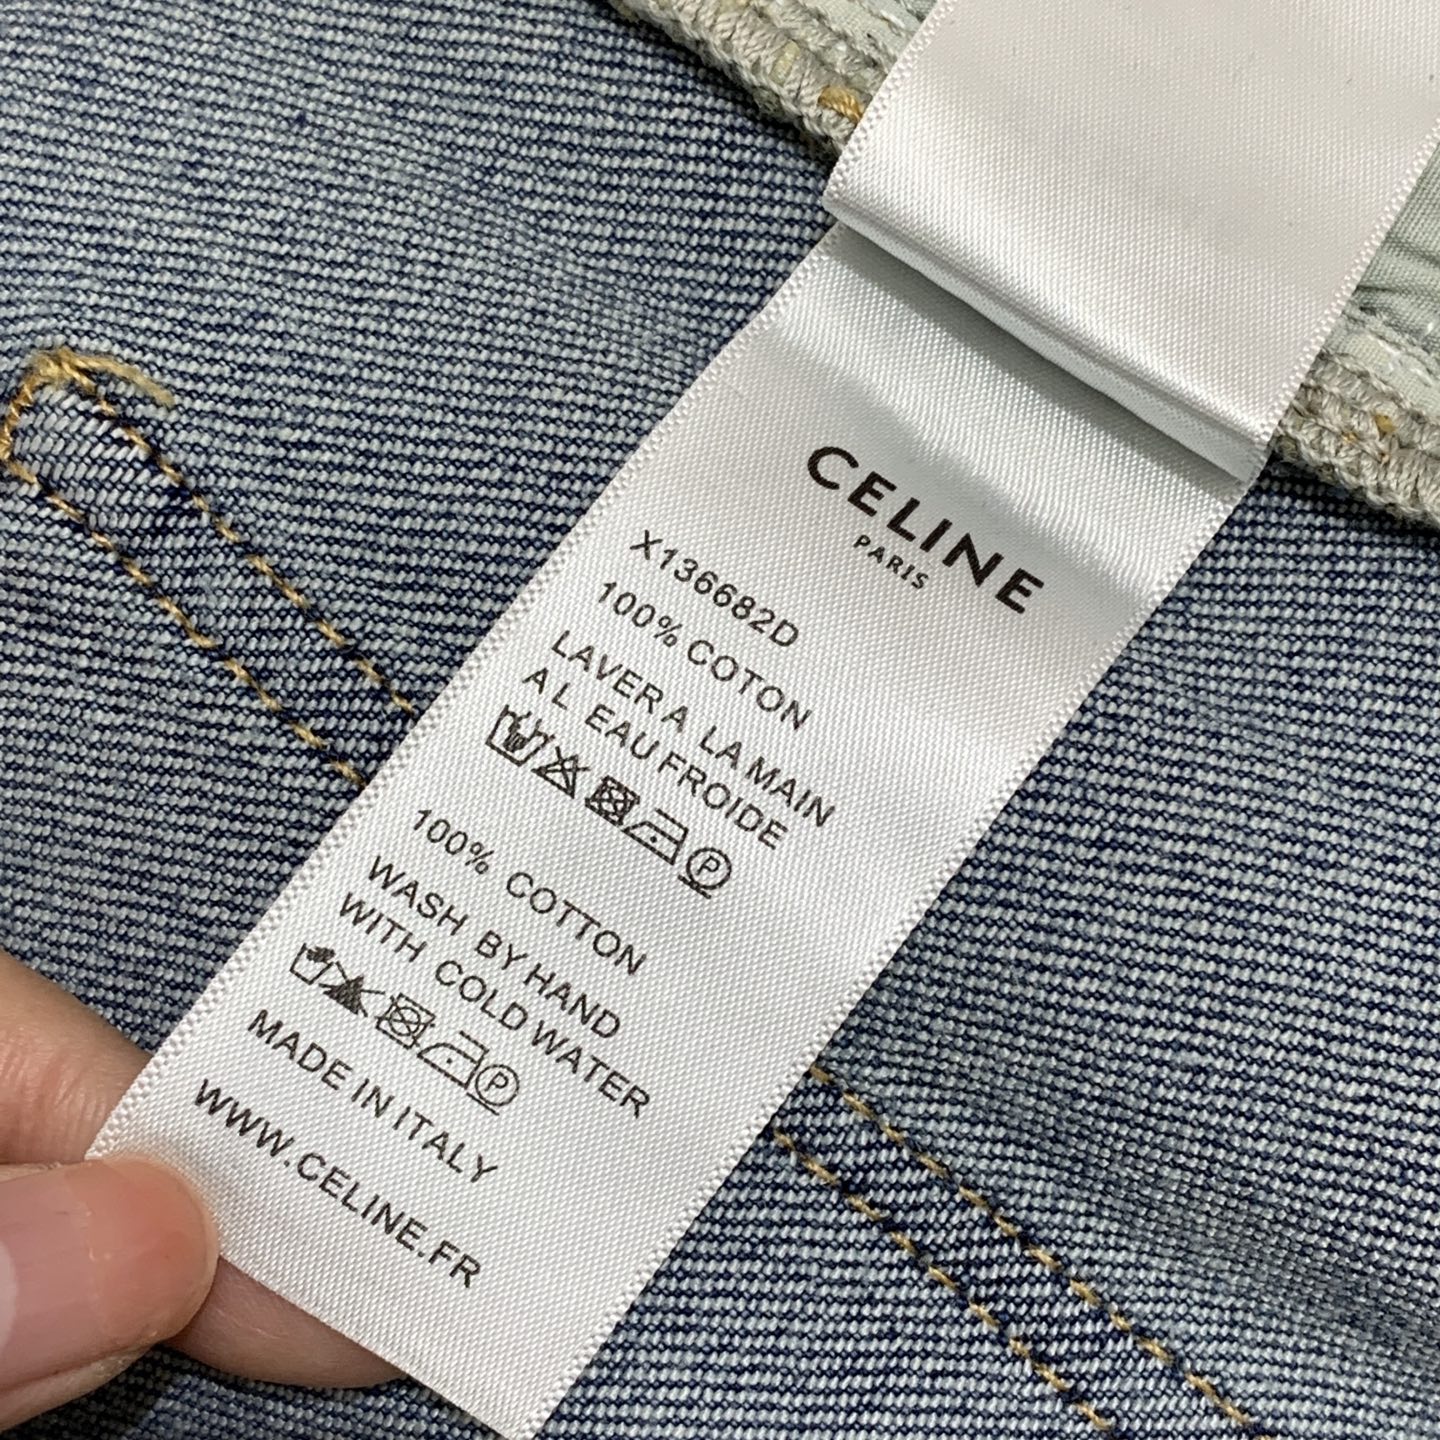 CELINE
PARIS
X136682D
100% COTON
LAVER A LA MAIN
A L EAU FROIDE
P
100% COTTON
WASH BY HAND
WITH COLD WATER
P
MADE IN ITALY
WWW.CELINE.FR